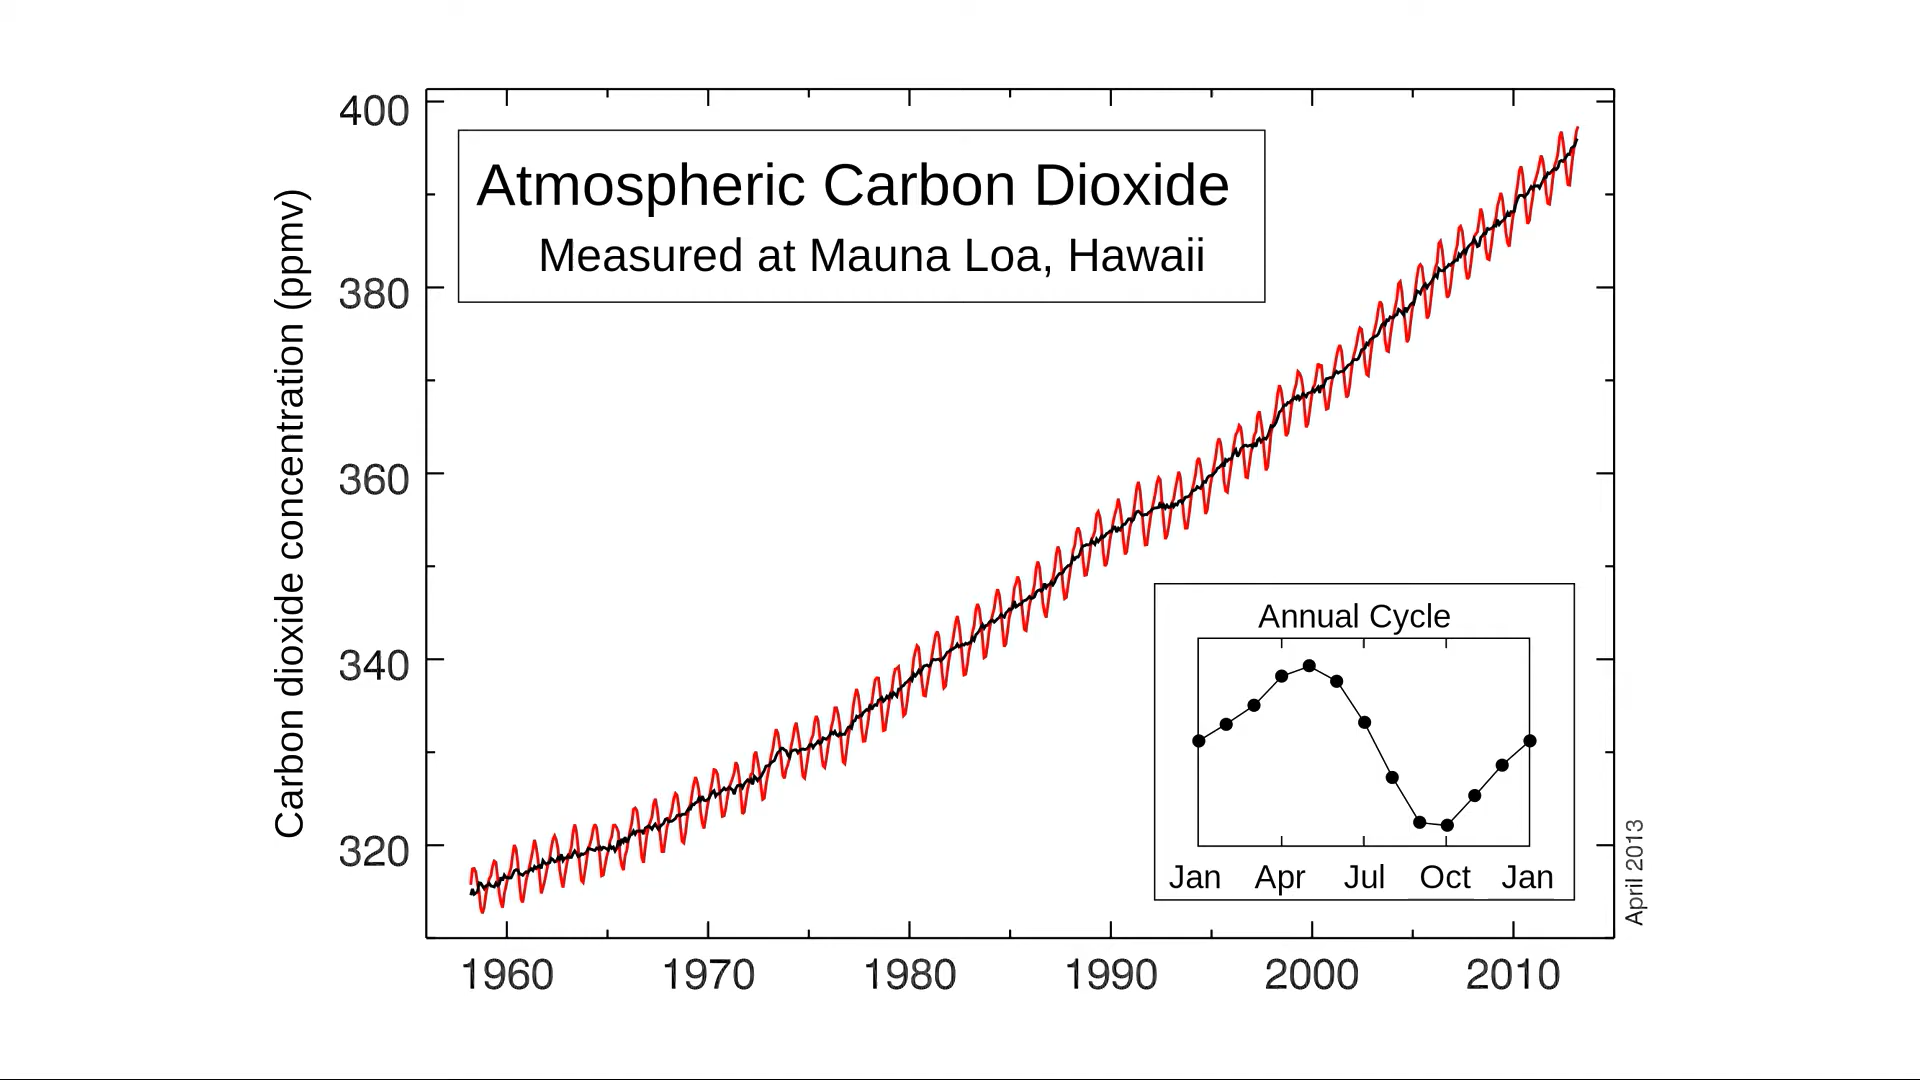 Atmospheric Carbon Dioxide
Measured at Mauna Loa, Hawaii
Carbon dioxide concentration (ppmv)
400
380
360
340
320
1960 1970 1980 1990 2000 2010
Annual Cycle
Jan Apr Jul Oct Jan
April 2013